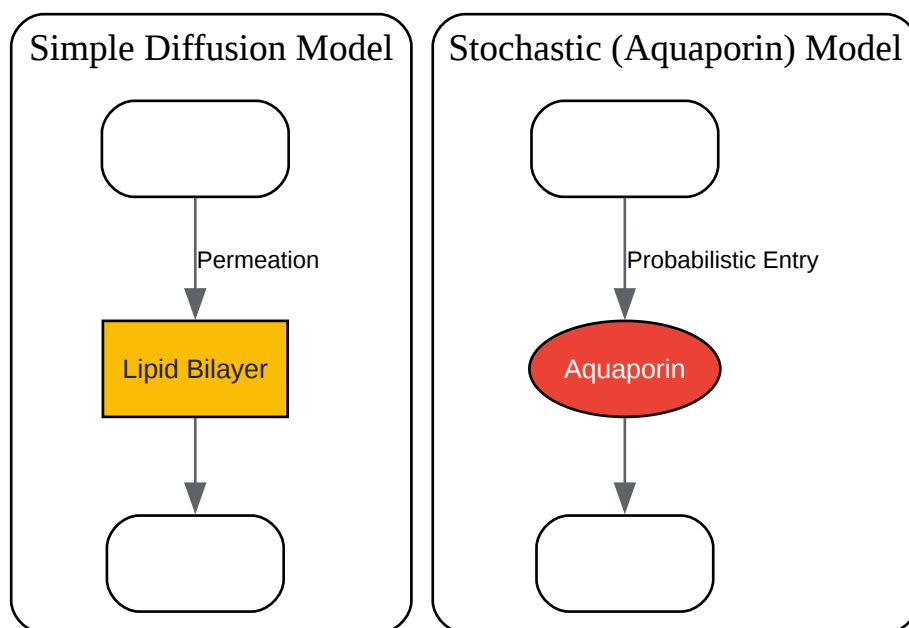 Simple Diffusion Model
Permeation
Lipid Bilayer
Stochastic (Aquaporin) Model
Probabilistic Entry
Aquaporin